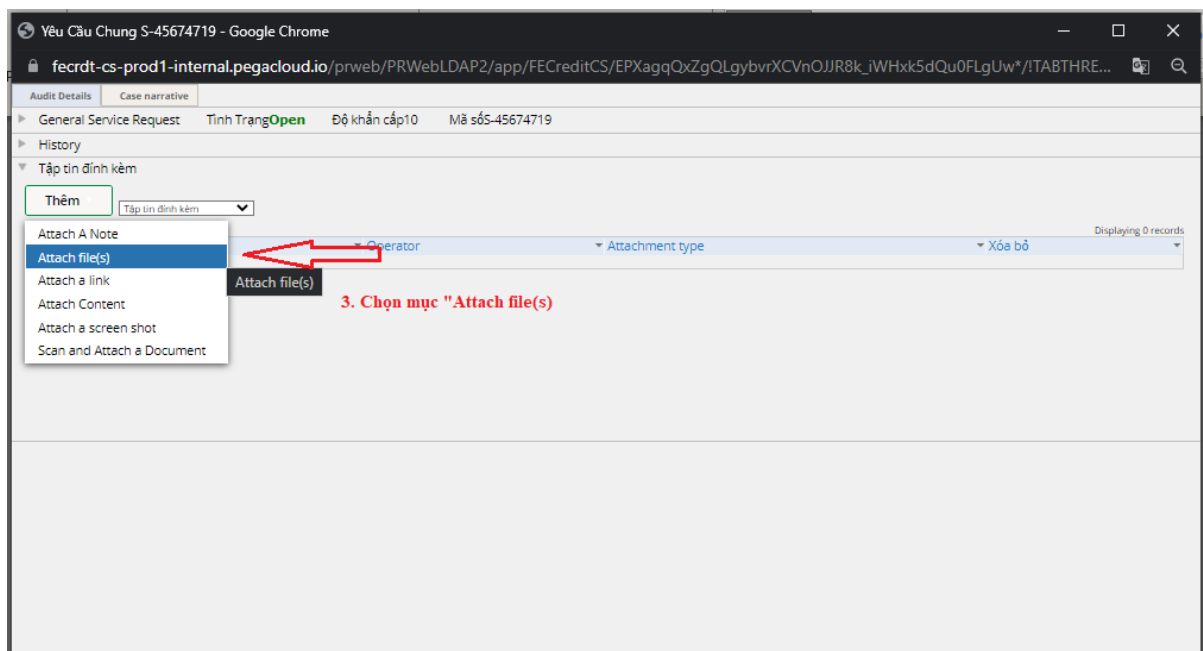 Yêu Cầu Chung S-45674719 - Google Chrome
fecrdt-cs-prod1-internal.pegacloud.io/prweb/PRWebLDAP2/app/FECreditCS/EPXagqQxZgQLgybvrXCVnOJJR8k_iWHxk5dQu0FLgUw*/!TABTHRE...
Audit Details Case narrative
General Service Request Tình TrạngOpen Độ khẩn cấp10 Mã sốS-45674719
History
Tập tin đính kèm
Thêm Tập tin đính kèm
Displaying 0 records
Operator Attachment type Xóa bỏ
Attach A Note
Attach file(s)
Attach a link
Attach Content
Attach a screen shot
Scan and Attach a Document
Attach file(s)
3. Chọn mục "Attach file(s)